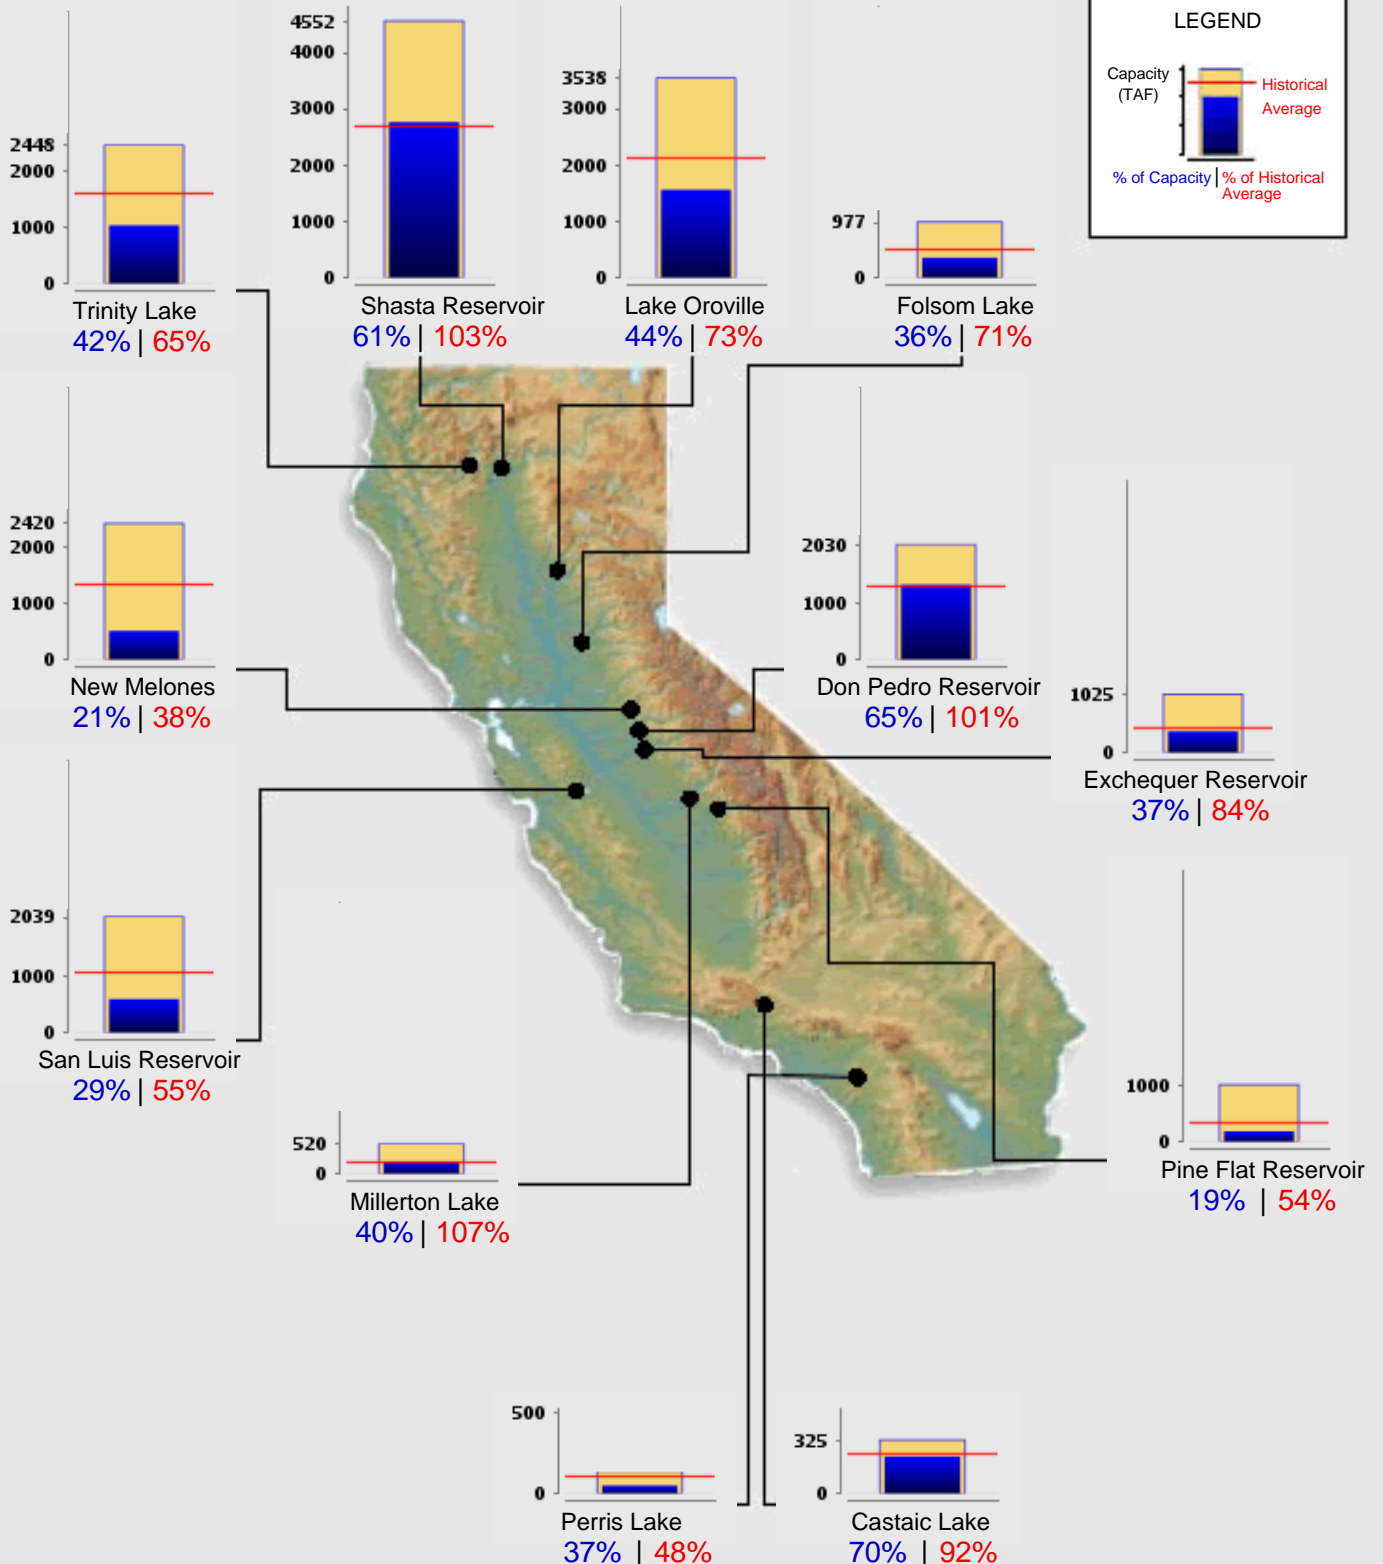 LEGEND
Capacity
(TAF)
Historical
Average
% of Capacity | % of Historical
Average
4552
4000
3000
2000
1000
0
Shasta Reservoir
61% | 103%
3538
3000
2000
1000
0
Lake Oroville
44% | 73%
2448
2000
1000
0
Trinity Lake
42% | 65%
977
0
Folsom Lake
36% | 71%
2420
2000
1000
0
New Melones
21% | 38%
2030
1000
0
Don Pedro Reservoir
65% | 101%
1025
0
Exchequer Reservoir
37% | 84%
2039
1000
0
San Luis Reservoir
29% | 55%
520
0
Millerton Lake
40% | 107%
1000
0
Pine Flat Reservoir
19% | 54%
500
0
Perris Lake
37% | 48%
325
0
Castaic Lake
70% | 92%